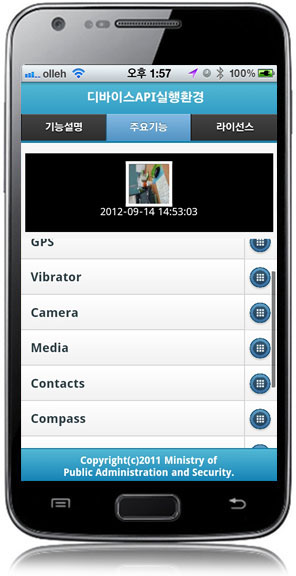 olleh 오후 1:57 100%
디바이스API실행환경
기능설명 주요기능 라이선스
2012-09-14 14:53:03
GPS
Vibrator
Camera
Media
Contacts
Compass
Copyright(c)2011 Ministry of
Public Administration and Security.